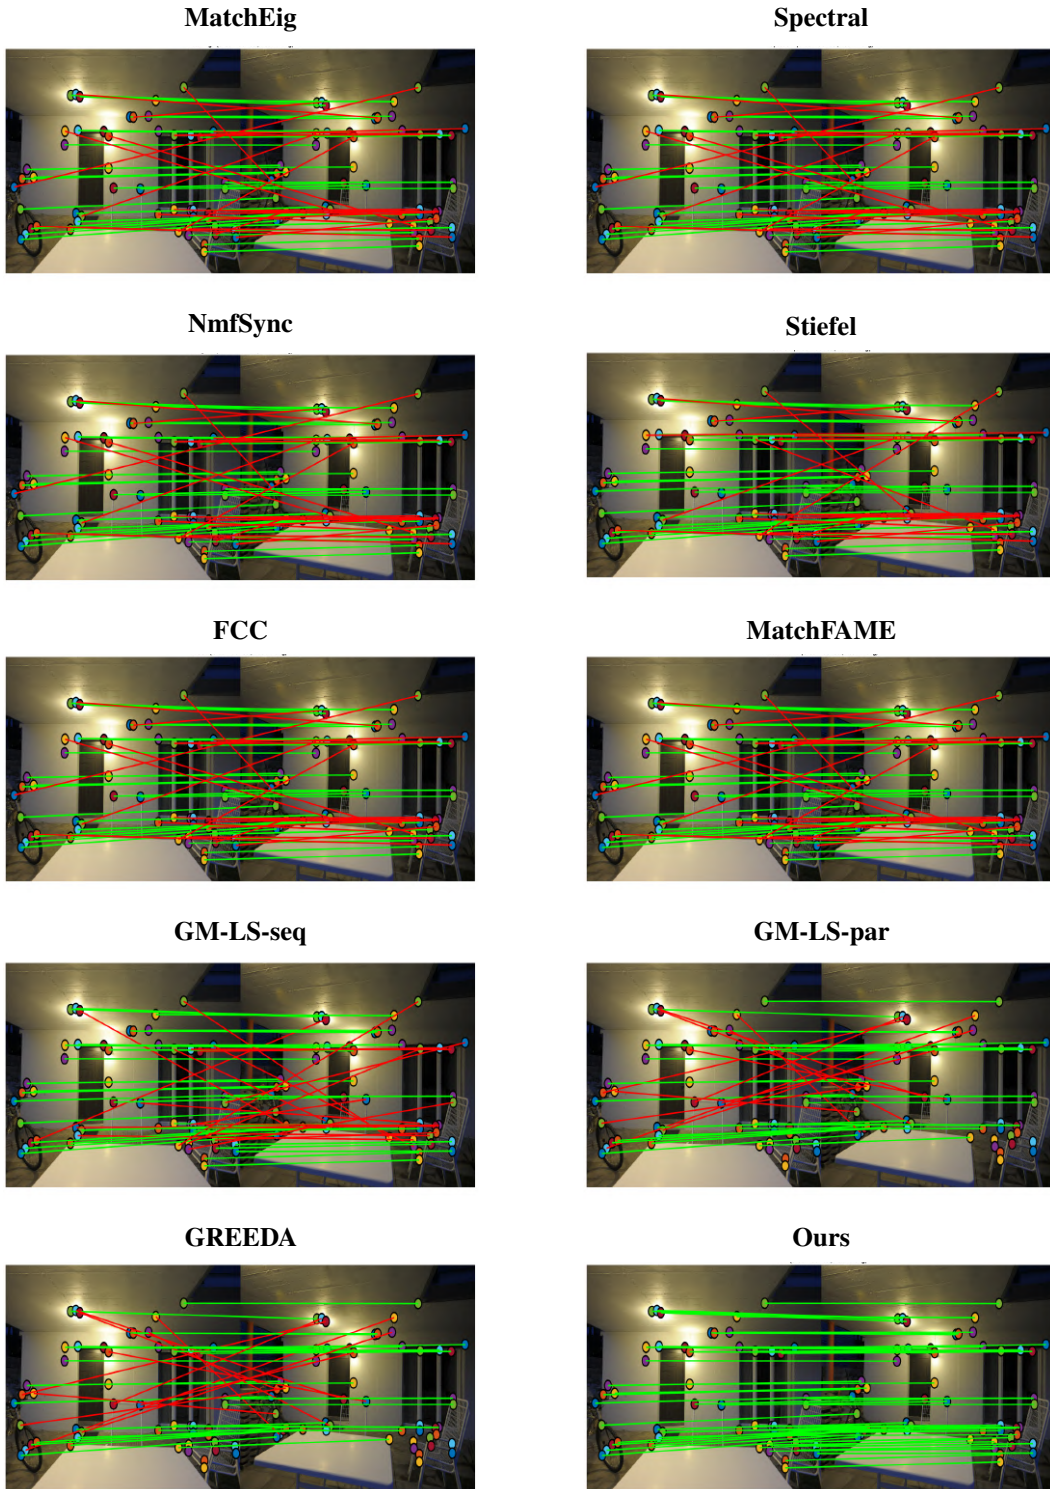 MatchEig
Spectral
NmfSync
Stiefel
FCC
MatchFAME
GM-LS-seq
GM-LS-par
GREEDA
Ours